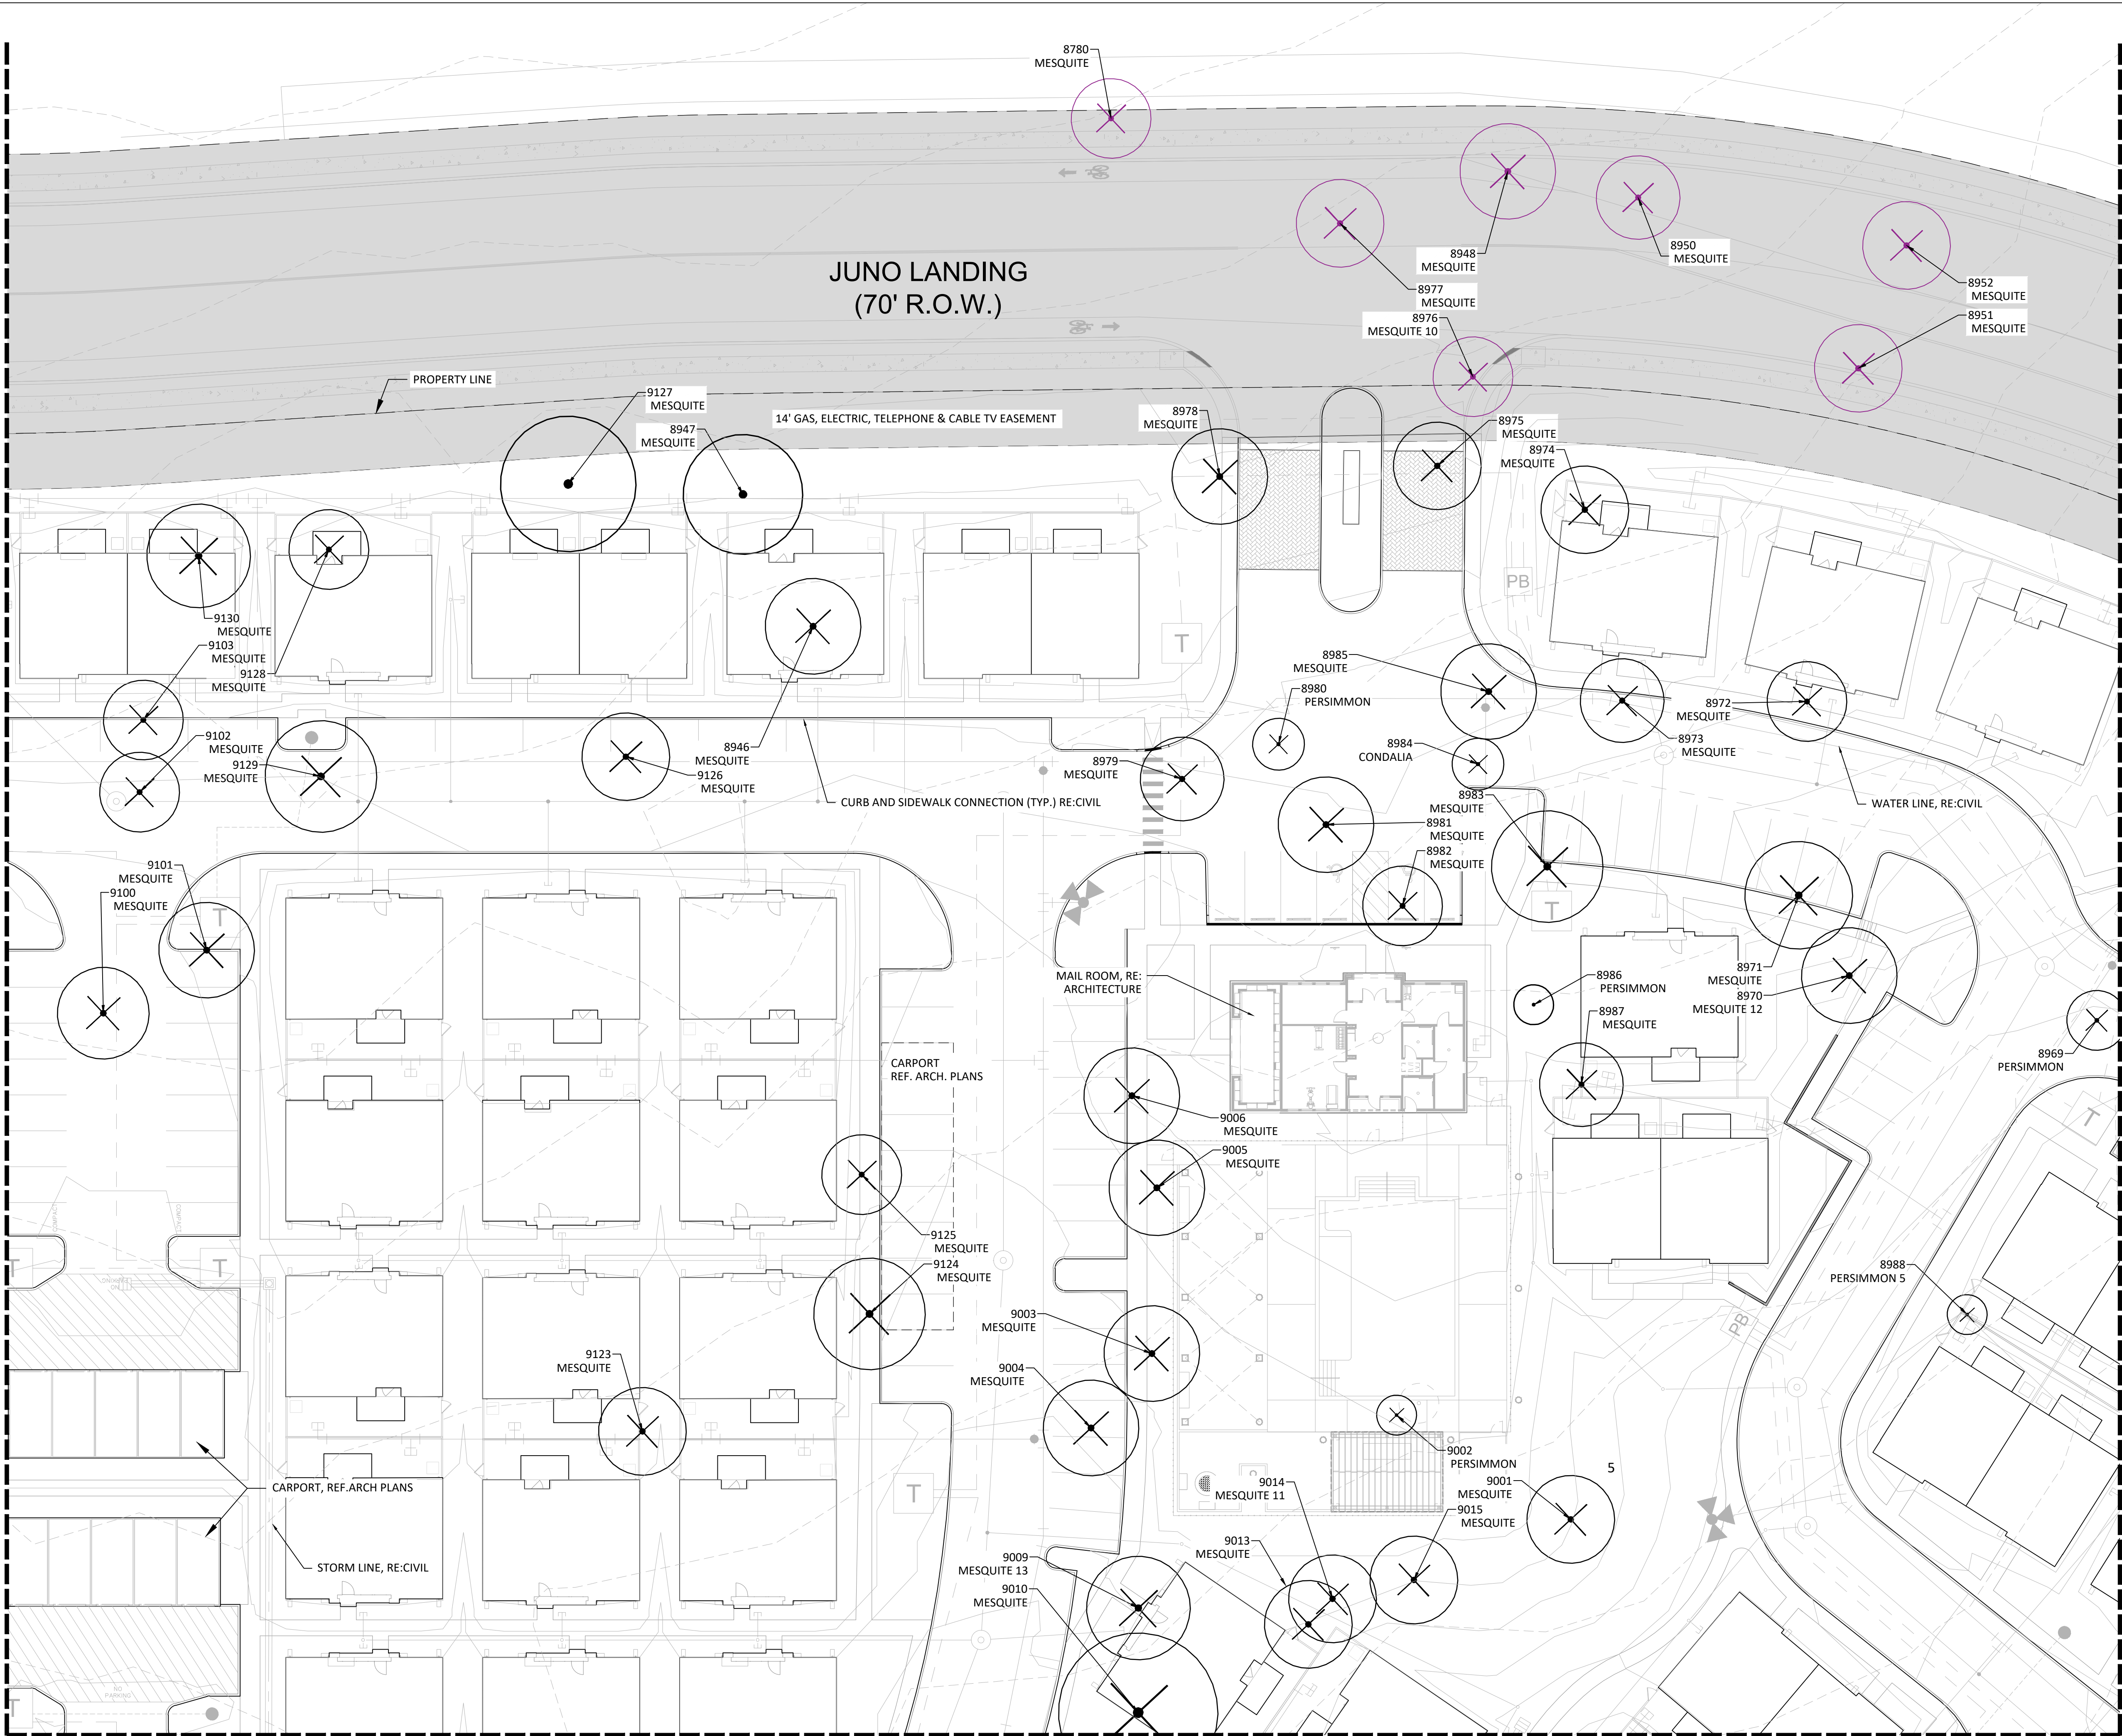 8780
MESQUITE
JUNO LANDING
(70' R.O.W.)
8948
MESQUITE
8950
MESQUITE
8977
MESQUITE
8952
MESQUITE
8976
MESQUITE 10
8951
MESQUITE
PROPERTY LINE
9127
MESQUITE
14' GAS, ELECTRIC, TELEPHONE & CABLE TV EASEMENT
8947
MESQUITE
8978
MESQUITE
8975
MESQUITE
8974
MESQUITE
PB
T
9130
MESQUITE
9103
MESQUITE
9128
MESQUITE
8985
MESQUITE
8980
PERSIMMON
8972
MESQUITE
8973
MESQUITE
9102
MESQUITE
9129
MESQUITE
8946
MESQUITE
9126
MESQUITE
8979
MESQUITE
8984
CONDALIA
8983
MESQUITE
CURB AND SIDEWALK CONNECTION (TYP.) RE:CIVIL
WATER LINE, RE:CIVIL
8981
MESQUITE
8982
MESQUITE
9101
MESQUITE
9100
MESQUITE
T
T
MAIL ROOM, RE:
ARCHITECTURE
8986
PERSIMMON
8971
MESQUITE
8970
MESQUITE 12
8987
MESQUITE
8969
PERSIMMON
CARPORT
REF. ARCH. PLANS
T
9006
MESQUITE
9005
MESQUITE
9125
MESQUITE
9124
MESQUITE
T
T
8988
PERSIMMON 5
9003
MESQUITE
PB
9123
MESQUITE
9004
MESQUITE
9002
PERSIMMON
5
9014
MESQUITE 11
9001
MESQUITE
CARPORT, REF.ARCH PLANS
T
9015
MESQUITE
9013
MESQUITE
STORM LINE, RE:CIVIL
9009
MESQUITE 13
9010
MESQUITE
NO
PARKING
T